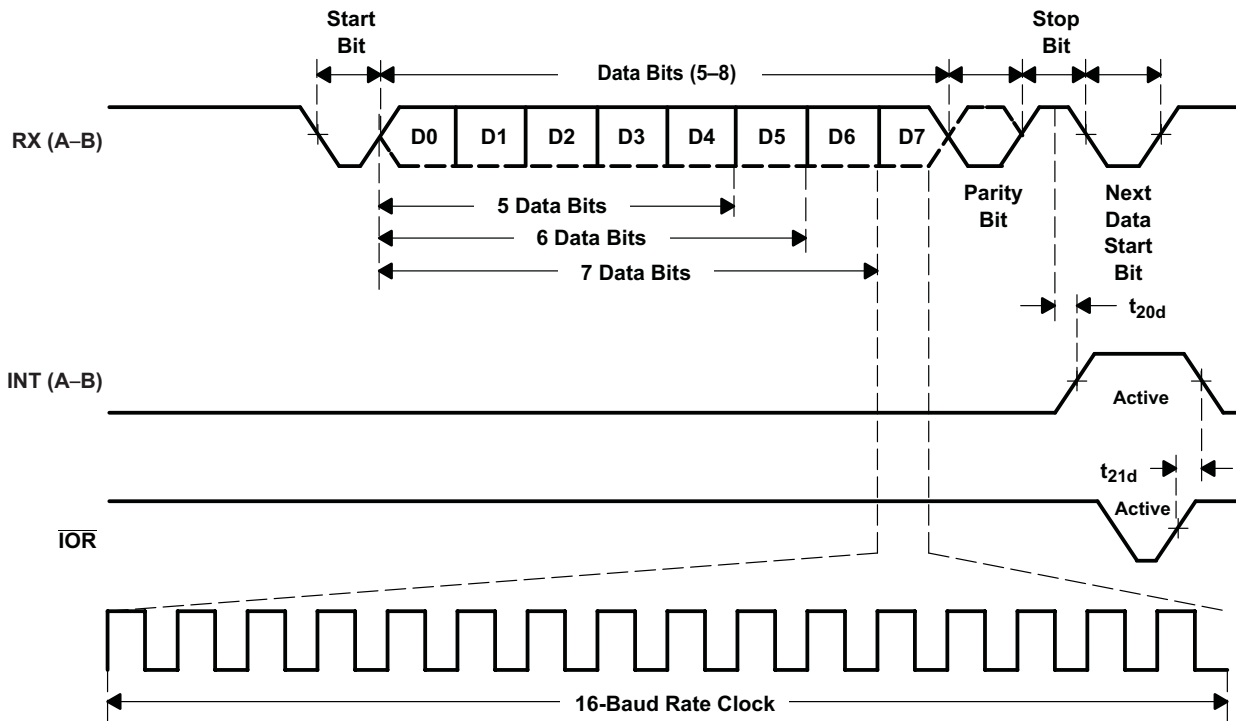 Start
Bit
Stop
Bit
Data Bits (5–8)
RX (A–B)
D0 D1 D2 D3 D4 D5 D6 D7
5 Data Bits
6 Data Bits
7 Data Bits
Parity
Bit
Next
Data
Start
Bit
t20d
INT (A–B)
Active
t21d
Active
IOR
16-Baud Rate Clock